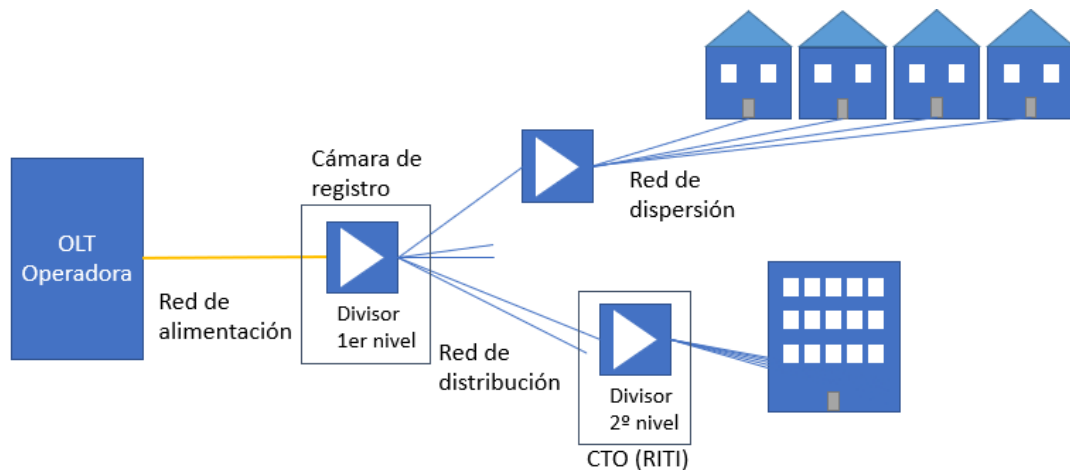 OLT
Operadora
Red de
alimentación
Cámara de
registro
Divisor
1er nivel
Red de
distribución
Red de
dispersión
Divisor
2º nivel
CTO (RITI)